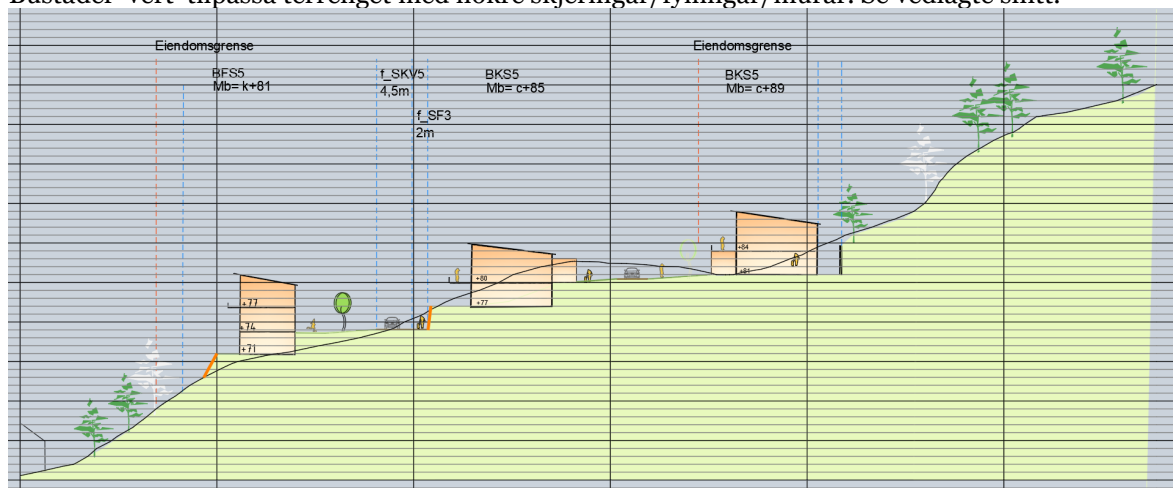 Bustader vert tilpassa terrenget med nokre skjeringar/fyllingar/murar. Se vedlagte snitt.
Eiendomsgrense
Eiendomsgrense
BFS5
Mb= k+81
f_SKV5
4,5m
BKS5
Mb= c+85
BKS5
Mb= c+89
f_SF3
2m
+84
+81
+80
+77
+77
+74
+71